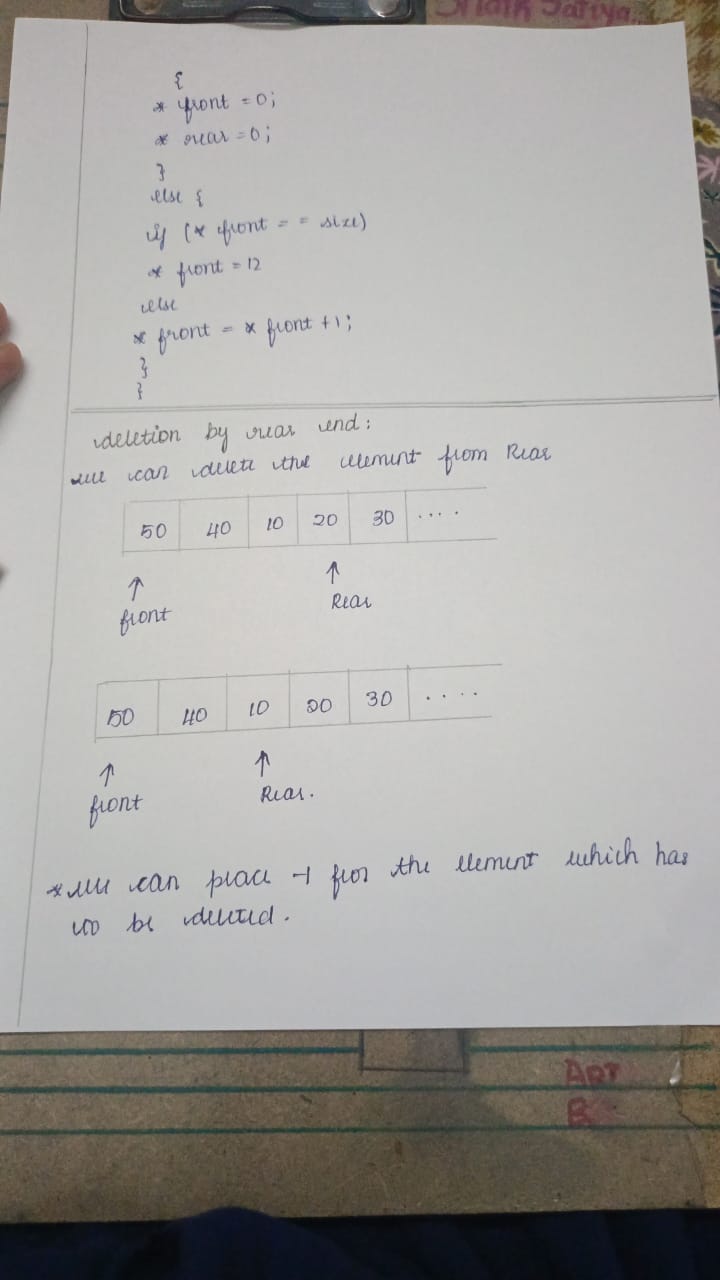 Shaik Safiya
{
* front = 0;
* rear = 0;
}
else {
if (* front = = size)
* front = 12
else
* front = * front + 1;
}
}
deletion by rear end:
we can delete the element from Rear
50 40 10 20 30 ....
↑ ↑
front Rear
50 40 10 20 30 ....
↑ ↑
front Rear.
* we can place -1 for the element which has
to be deleted.
ART
B